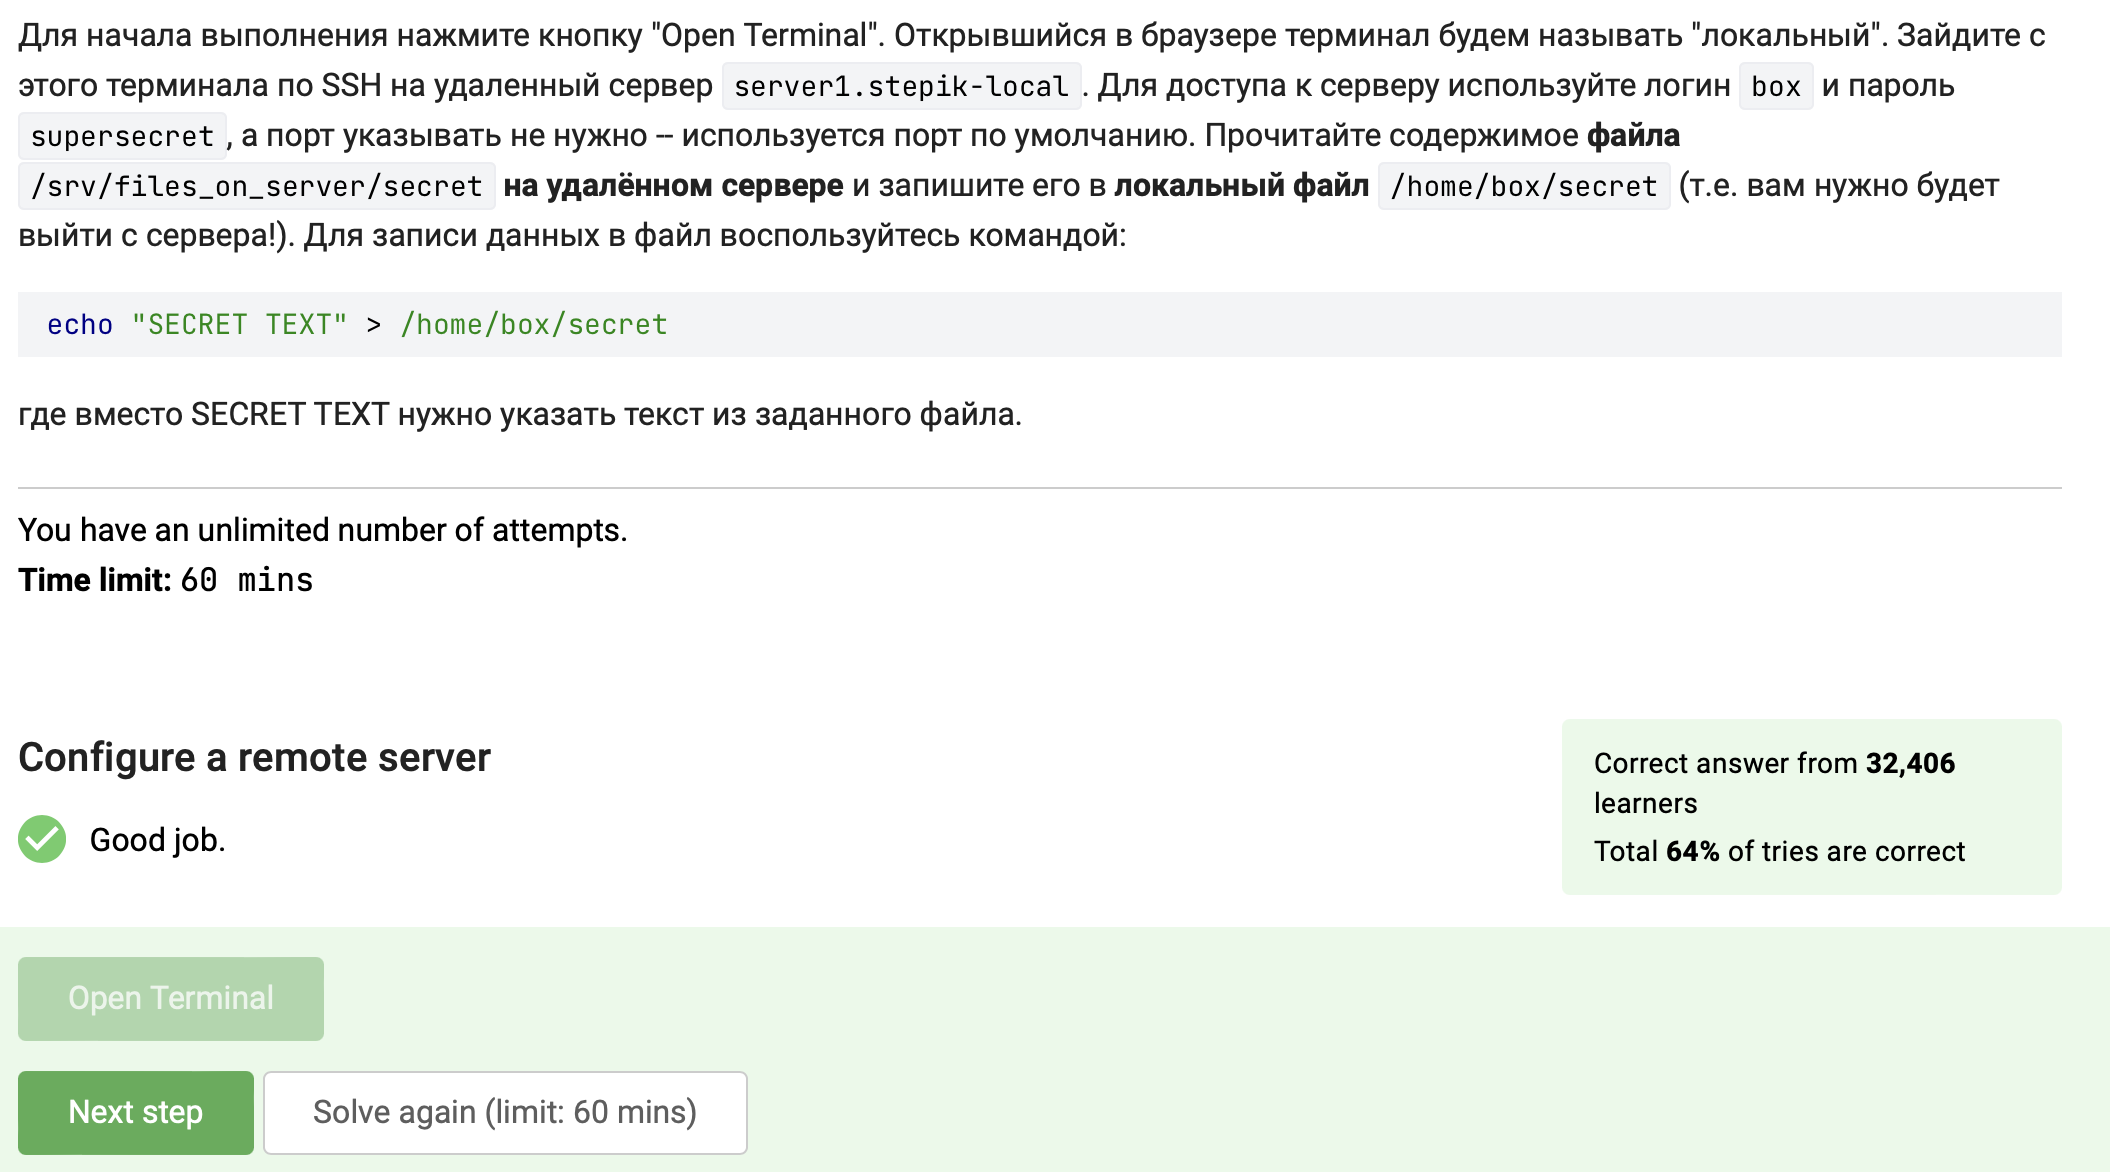 Для начала выполнения нажмите кнопку "Open Terminal". Открывшийся в браузере терминал будем называть "локальный". Зайдите с
этого терминала по SSH на удаленный сервер server1.stepik-local. Для доступа к серверу используйте логин box и пароль
supersecret, а порт указывать не нужно -- используется порт по умолчанию. Прочитайте содержимое файла
/srv/files_on_server/secret на удалённом сервере и запишите его в локальный файл /home/box/secret (т.е. вам нужно будет
выйти с сервера!). Для записи данных в файл воспользуйтесь командой:
echo "SECRET TEXT" > /home/box/secret
где вместо SECRET TEXT нужно указать текст из заданного файла.
You have an unlimited number of attempts.
Time limit: 60 mins
Configure a remote server
Good job.
Correct answer from 32,406
learners
Total 64% of tries are correct
Open Terminal
Next step
Solve again (limit: 60 mins)